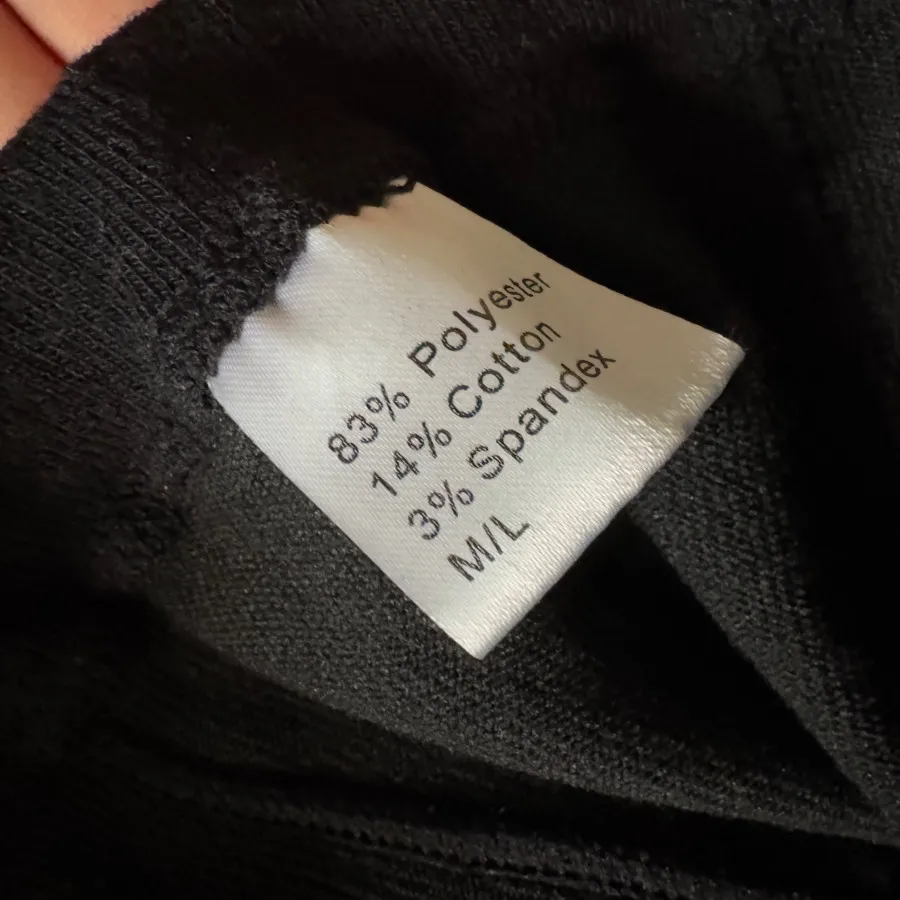 83% Polyester
14% Cotton
3% Spandex
M/L